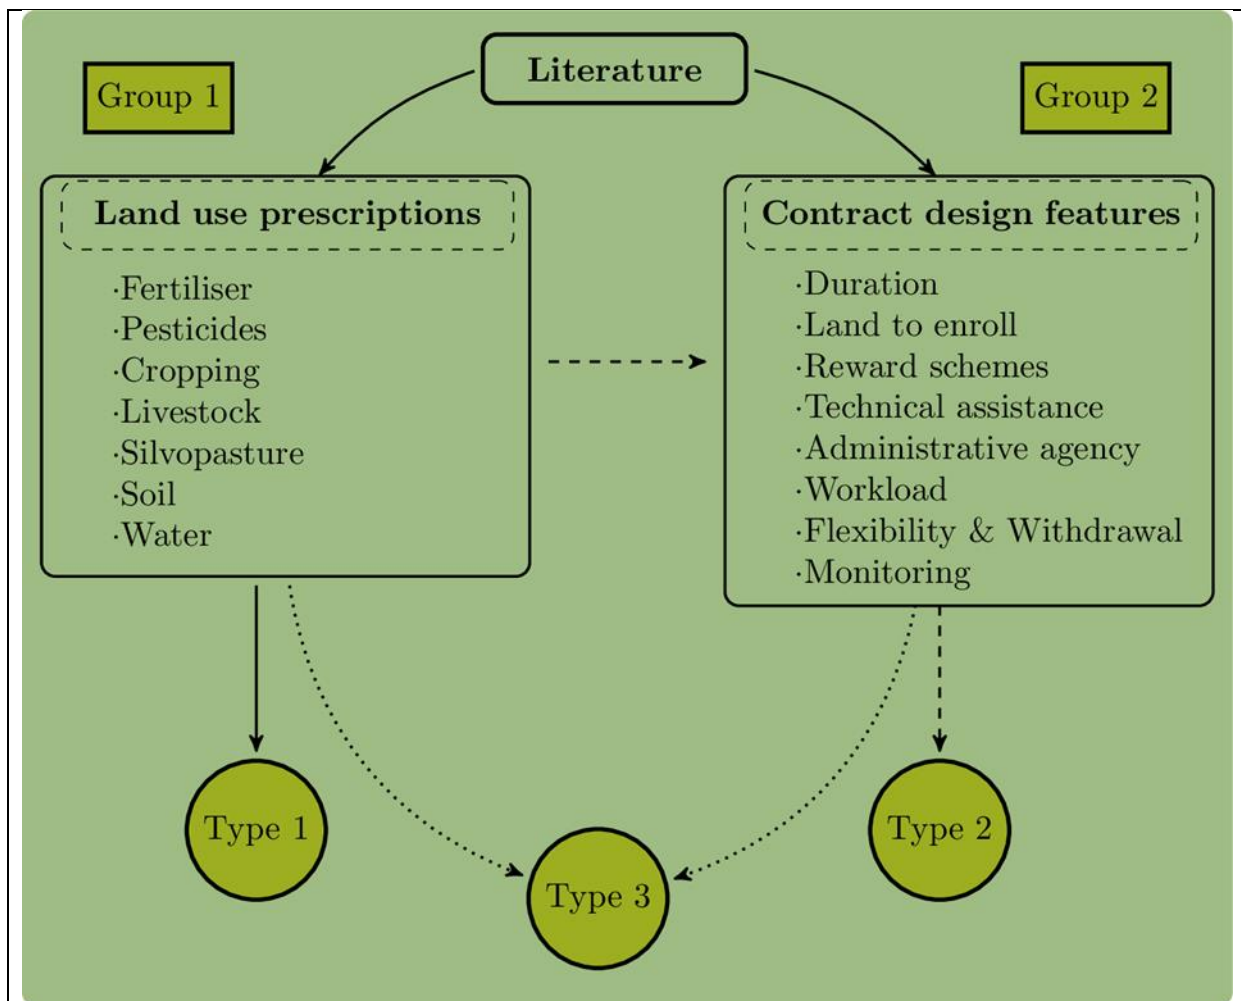 Literature
Group 1
Group 2
Land use prescriptions
·Fertiliser
·Pesticides
·Cropping
·Livestock
·Silvopasture
·Soil
·Water
Contract design features
·Duration
·Land to enroll
·Reward schemes
·Technical assistance
·Administrative agency
·Workload
·Flexibility & Withdrawal
·Monitoring
Type 1
Type 2
Type 3